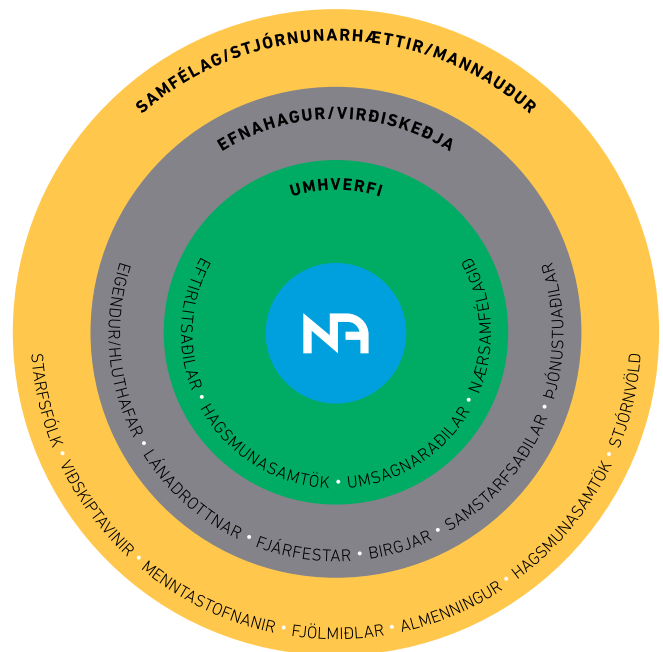 SAMFÉLAG/STJÓRNUNARHÆTTIR/MANNAUÐUR
EFNAHAGUR/VIRÐISKEÐJA
UMHVERFI
NA
EFTIRLITSAÐILAR • HAGSMUNASAMTÖK • UMSAGNARAÐILAR • NÆRSAMFÉLAGIÐ
EIGENDUR/HLUTHAFAR • LÁNADROTTNAR • FJÁRFESTAR • BIRGJAR • SAMSTARFSAÐILAR • ÞJÓNUSTUAÐILAR
STARFSFÓLK • VIÐSKIPTAVINIR • MENNTASTOFNANIR • FJÖLMIÐLAR • ALMENNINGUR • HAGSMUNASAMTÖK • STJÓRNVÖLD